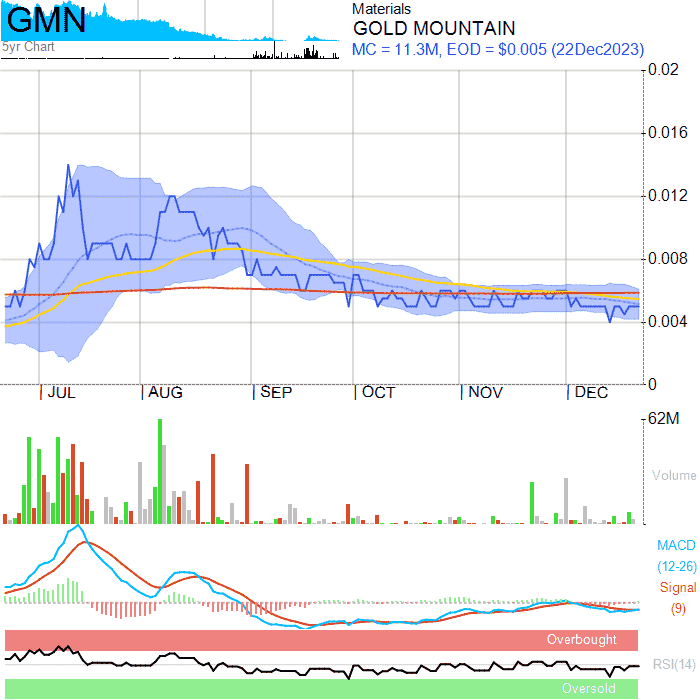 GMN
5yr Chart
Materials
GOLD MOUNTAIN
MC = 11.3M, EOD = $0.005 (22Dec2023)
0.02
0.016
0.012
0.008
0.004
0
JUL AUG SEP OCT NOV DEC
62M
Volume
MACD
(12-26)
Signal
(9)
Overbought
RSI(14)
Oversold